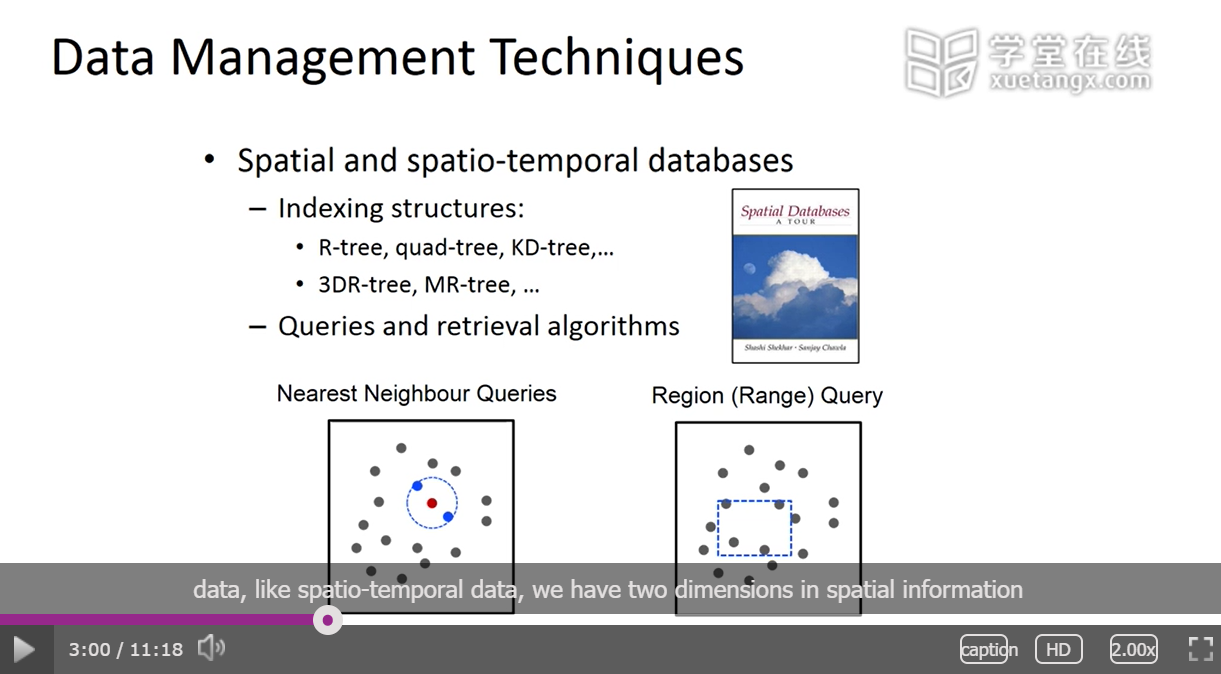 Data Management Techniques
学堂在线
xuetangx.com
• Spatial and spatio-temporal databases
– Indexing structures:
• R-tree, quad-tree, KD-tree,...
• 3DR-tree, MR-tree, ...
– Queries and retrieval algorithms
Spatial Databases
A TOUR
Shashi Shekhar • Sanjay Chawla
Nearest Neighbour Queries
Region (Range) Query
data, like spatio-temporal data, we have two dimensions in spatial information
3:00 / 11:18
caption
HD
2.00x